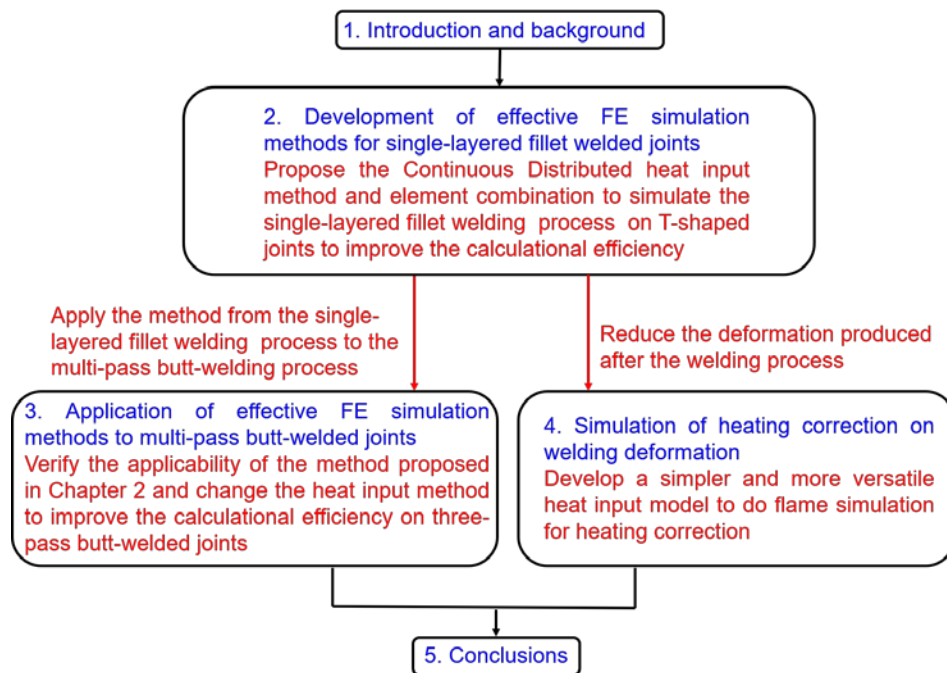 1. Introduction and background
2. Development of effective FE simulation
methods for single-layered fillet welded joints
Propose the Continuous Distributed heat input
method and element combination to simulate the
single-layered fillet welding process on T-shaped
joints to improve the calculational efficiency
Apply the method from the single-
layered fillet welding process to the
multi-pass butt-welding process
Reduce the deformation produced
after the welding process
3. Application of effective FE simulation
methods to multi-pass butt-welded joints
Verify the applicability of the method proposed
in Chapter 2 and change the heat input method
to improve the calculational efficiency on three-
pass butt-welded joints
4. Simulation of heating correction on
welding deformation
Develop a simpler and more versatile
heat input model to do flame simulation
for heating correction
5. Conclusions